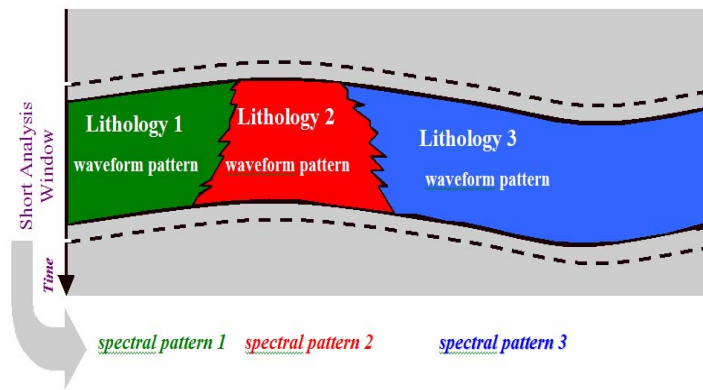 Short Analysis
Window
Time
Lithology 1
waveform pattern
Lithology 2
waveform pattern
Lithology 3
waveform pattern
spectral pattern 1
spectral pattern 2
spectral pattern 3